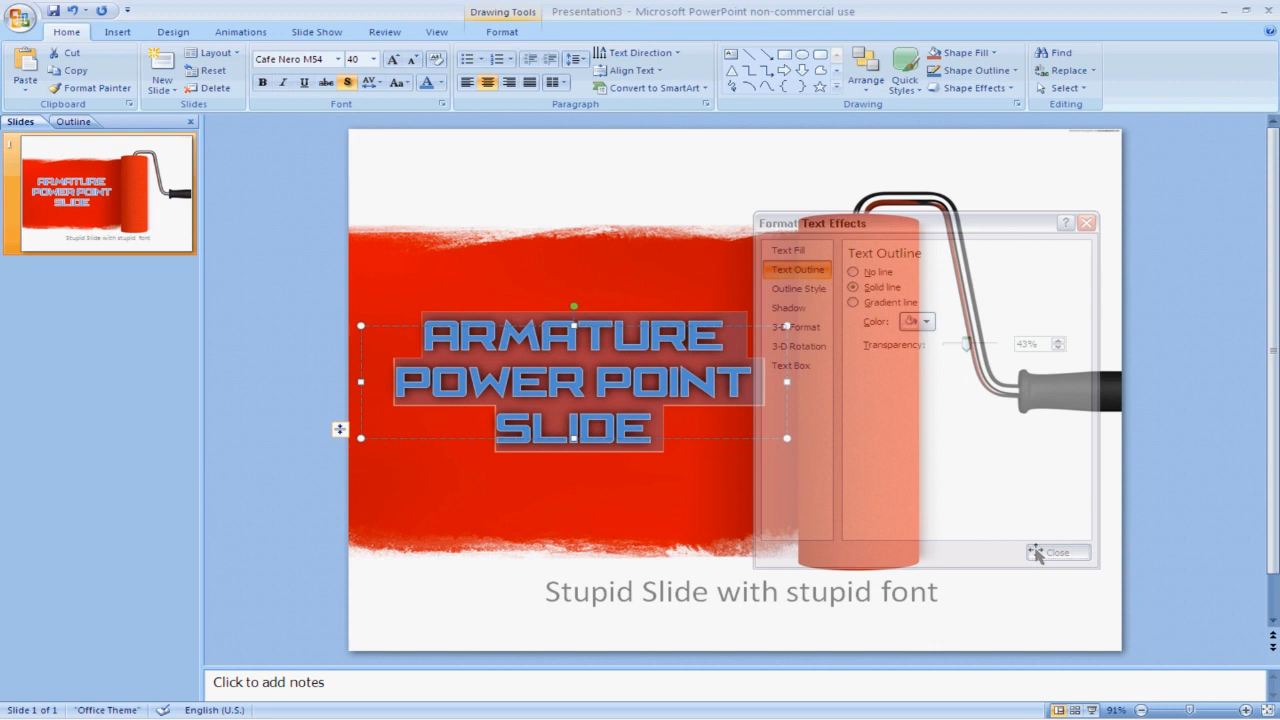 Drawing Tools
Presentation3 - Microsoft PowerPoint non-commercial use
Home
Insert
Design
Animations
Slide Show
Review
View
Format
Paste
Cut
Copy
Format Painter
Clipboard
New
Slide
Layout
Reset
Delete
Slides
Cafe Nero M54
40
B I U abc S AV Aa A
Font
Text Direction
Align Text
Convert to SmartArt
Paragraph
Arrange
Quick
Styles
Shape Fill
Shape Outline
Shape Effects
Drawing
Find
Replace
Select
Editing
Slides
Outline
1
ARMATURE
POWER POINT
SLIDE
Stupid Slide with stupid font
ARMATURE
POWER POINT
SLIDE
Stupid Slide with stupid font
Format Text Effects
Text Fill
Text Outline
Outline Style
Shadow
3-D Format
3-D Rotation
Text Box
Text Outline
No line
Solid line
Gradient line
Color:
Transparency:
43%
Close
Click to add notes
Slide 1 of 1
"Office Theme"
English (U.S.)
91%